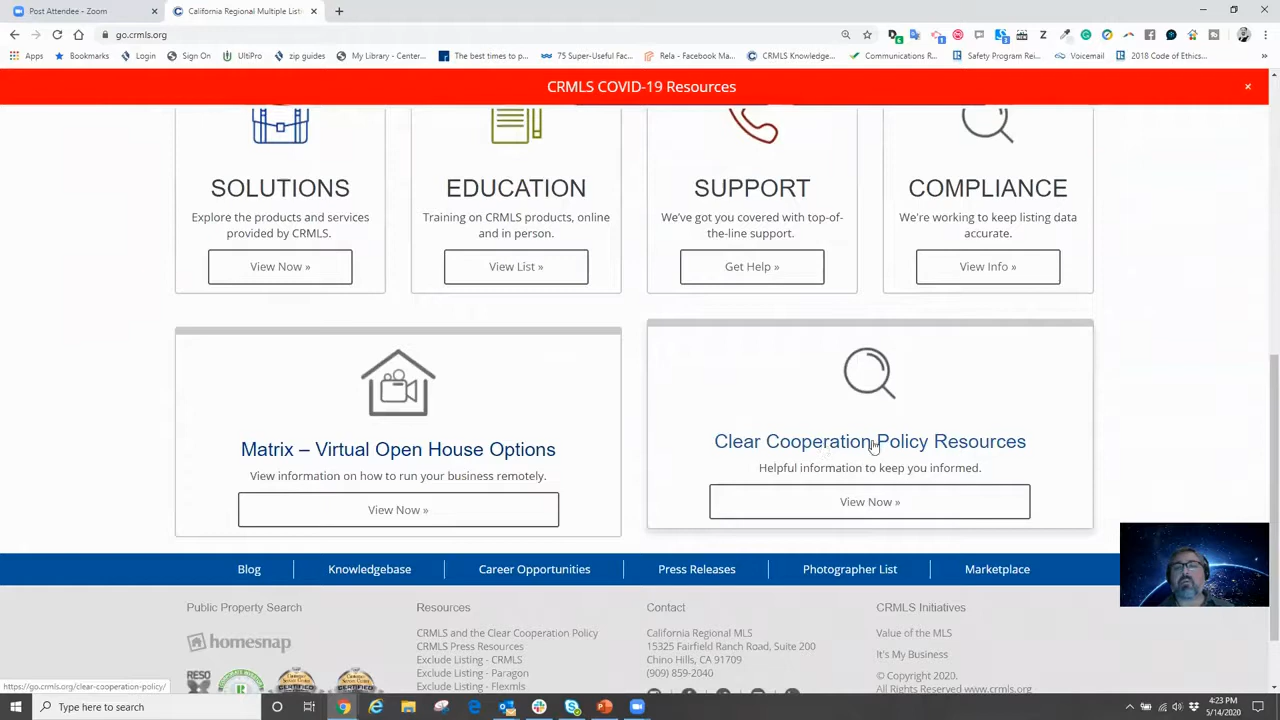 Post Attendee - Zoom
California Regional Multiple Listi
go.crmls.org
Apps
Bookmarks
Login
Sign On
UltiPro
zip guides
My Library - Center...
The best times to p...
75 Super-Useful Fac...
Rela - Facebook Ma...
CRMLS Knowledge...
Communications R...
Safety Program Rei...
Voicemail
2018 Code of Ethics...
CRMLS COVID-19 Resources
×
SOLUTIONS
Explore the products and services
provided by CRMLS.
View Now »
EDUCATION
Training on CRMLS products, online
and in person.
View List »
SUPPORT
We've got you covered with top-of-
the-line support.
Get Help »
COMPLIANCE
We're working to keep listing data
accurate.
View Info »
Matrix – Virtual Open House Options
View information on how to run your business remotely.
View Now »
Clear Cooperation Policy Resources
Helpful information to keep you informed.
View Now »
Blog
Knowledgebase
Career Opportunities
Press Releases
Photographer List
Marketplace
Public Property Search
homesnap
RESO
Resources
CRMLS and the Clear Cooperation Policy
CRMLS Press Resources
Exclude Listing - CRMLS
Exclude Listing - Paragon
Exclude Listing - Flexmls
Contact
California Regional MLS
15325 Fairfield Ranch Road, Suite 200
Chino Hills, CA 91709
(909) 859-2040
CRMLS Initiatives
Value of the MLS
It's My Business
© Copyright 2020.
All Rights Reserved www.crmls.org
https://go.crmls.org/clear-cooperation-policy/
Type here to search
4:23 PM
5/14/2020